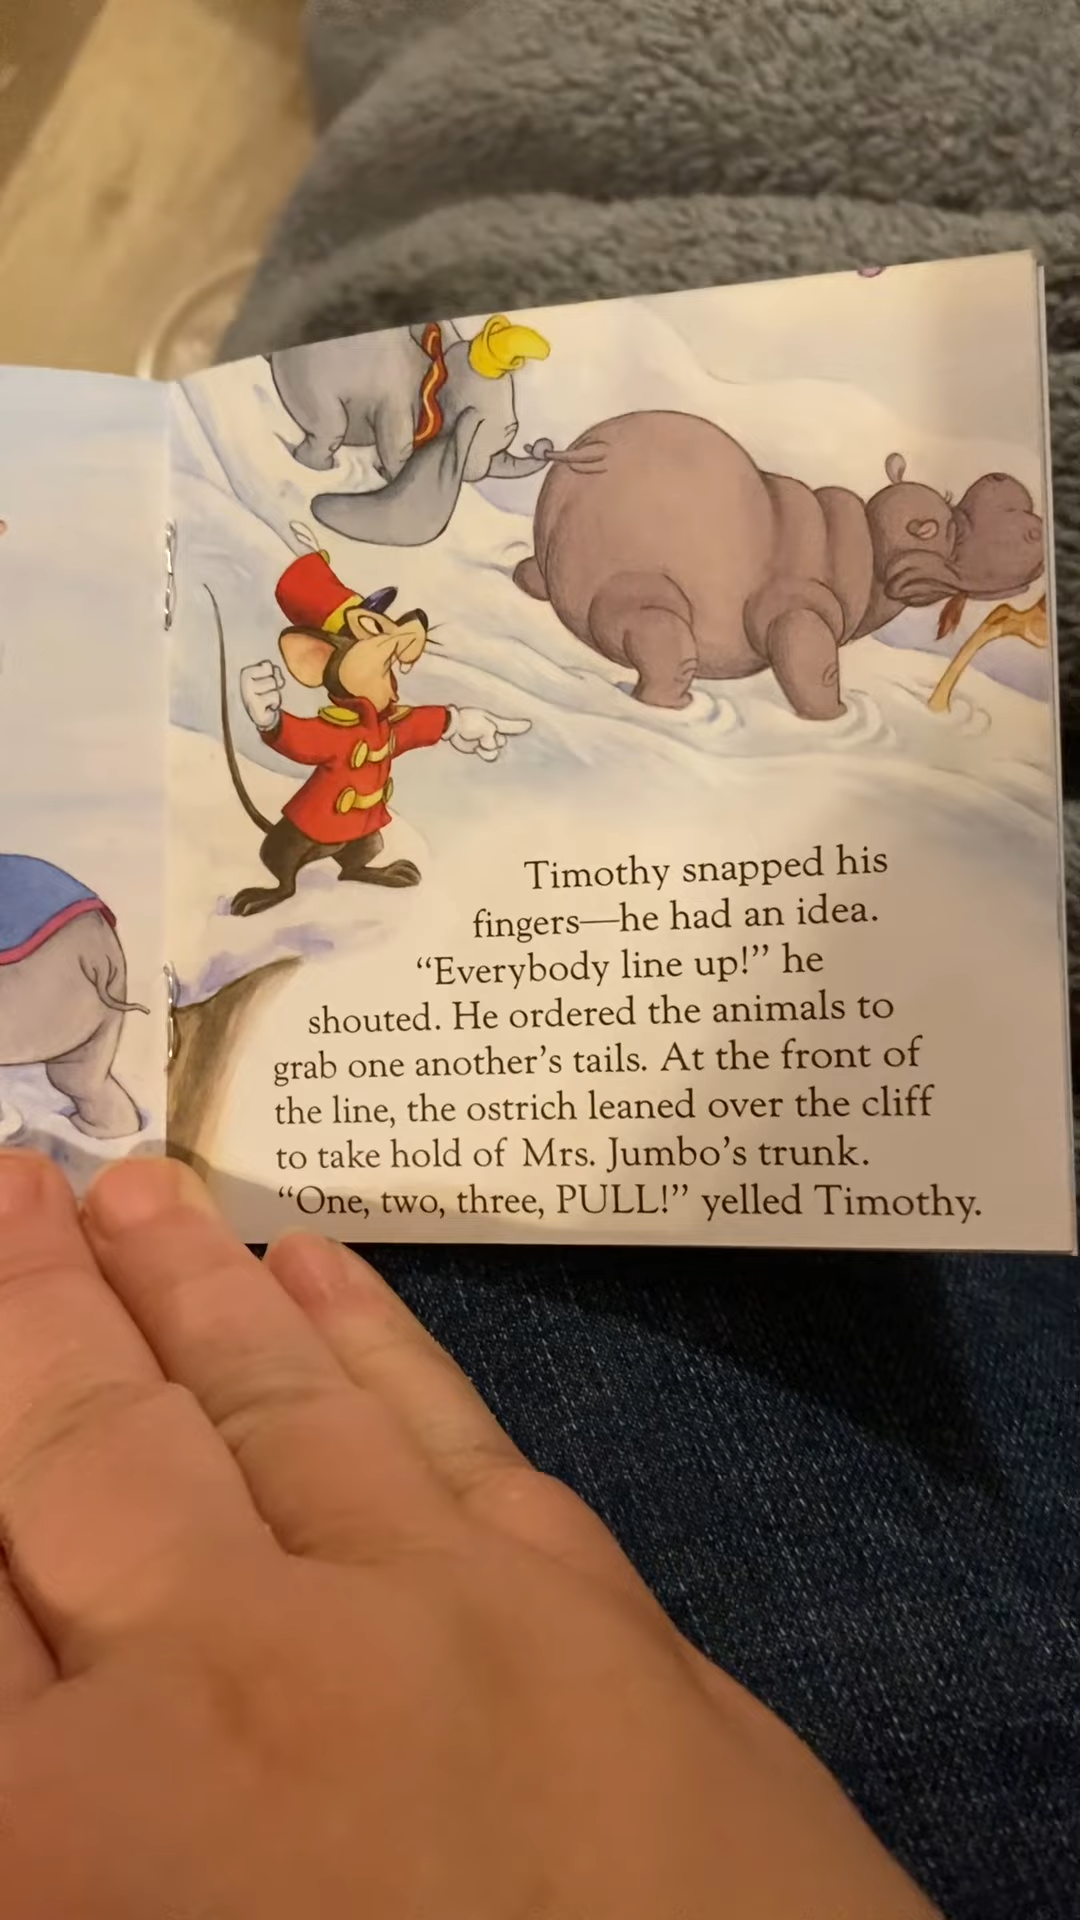 Timothy snapped his
fingers—he had an idea.
“Everybody line up!” he
shouted. He ordered the animals to
grab one another’s tails. At the front of
the line, the ostrich leaned over the cliff
to take hold of Mrs. Jumbo’s trunk.
“One, two, three, PULL!” yelled Timothy.